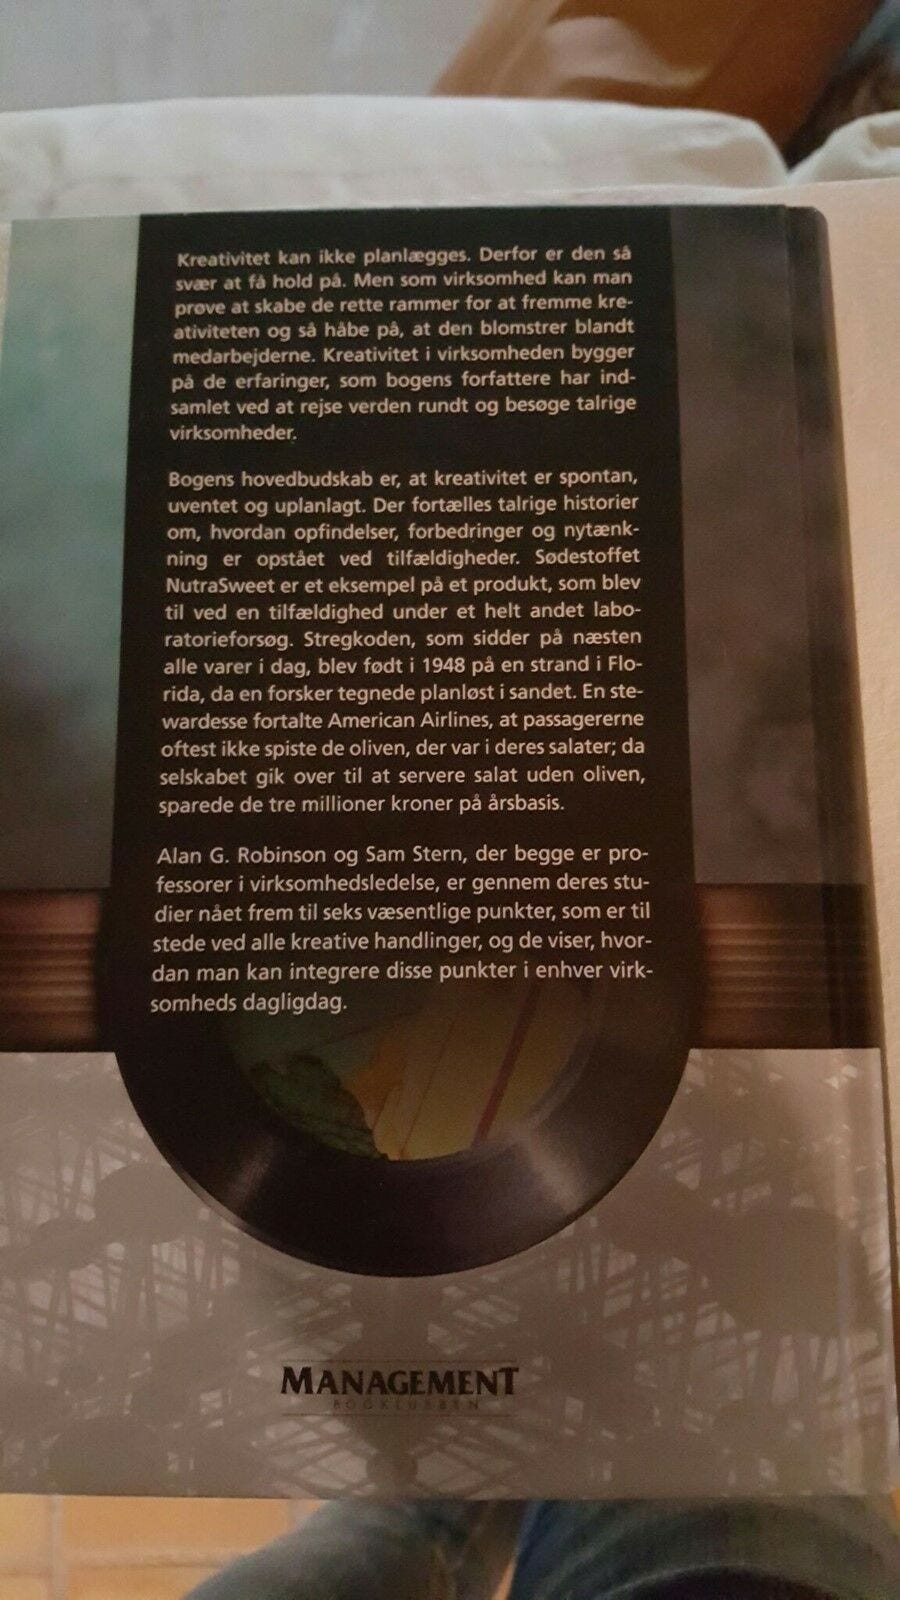 Kreativitet kan ikke planlægges. Derfor er den så
svær at få hold på. Men som virksomhed kan man
prøve at skabe de rette rammer for at fremme kre-
ativiteten og så håbe på, at den blomstrer blandt
medarbejderne. Kreativitet i virksomheden bygger
på de erfaringer, som bogens forfattere har ind-
samlet ved at rejse verden rundt og besøge talrige
virksomheder.
Bogens hovedbudskab er, at kreativitet er spontan,
uventet og uplanlagt. Der fortælles talrige historier
om, hvordan opfindelser, forbedringer og nytænk-
ning er opstået ved tilfældigheder. Sødestoffet
NutraSweet er et eksempel på et produkt, som blev
til ved en tilfældighed under et helt andet labo-
ratorieforsøg. Stregkoden, som sidder på næsten
alle varer i dag, blev født i 1948 på en strand i Flo-
rida, da en forsker tegnede planløst i sandet. En ste-
wardesse fortalte American Airlines, at passagererne
oftest ikke spiste de oliven, der var i deres salater; da
selskabet gik over til at servere salat uden oliven,
sparede de tre millioner kroner på årsbasis.
Alan G. Robinson og Sam Stern, der begge er pro-
fessorer i virksomhedsledelse, er gennem deres stu-
dier nået frem til seks væsentlige punkter, som er til
stede ved alle kreative handlinger, og de viser, hvor-
dan man kan integrere disse punkter i enhver virk-
somheds dagligdag.
MANAGEMENT
BOGKLUBBEN